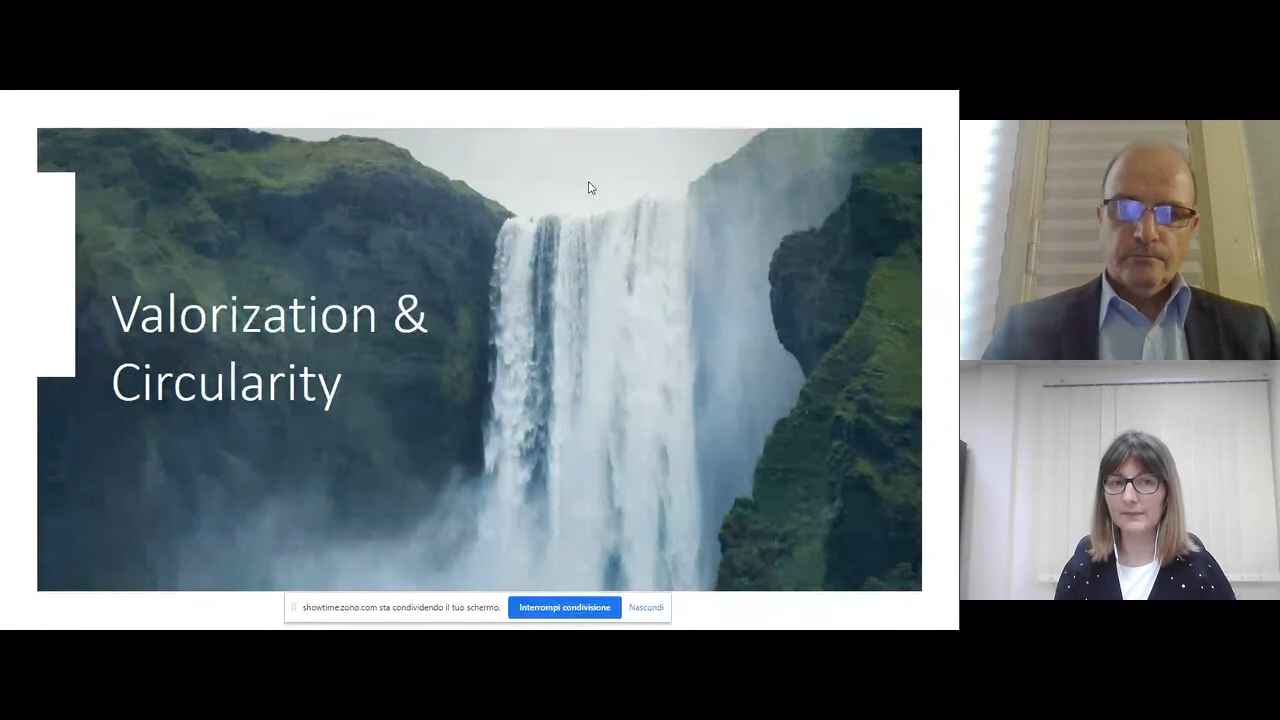 Valorization &
Circularity
showtime.zoho.com sta condividendo il tuo schermo.
Interrompi condivisione
Nascondi